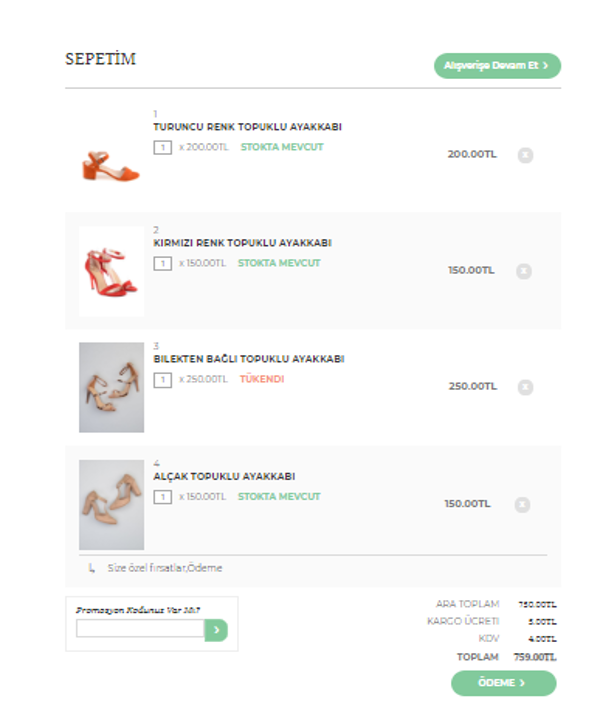 SEPETİM
Alışverişe Devam Et >
1
TURUNCU RENK TOPUKLU AYAKKABI
1 x 200.00TL STOKTA MEVCUT
200.00TL x
2
KIRMIZI RENK TOPUKLU AYAKKABI
1 x 150.00TL STOKTA MEVCUT
150.00TL x
3
BİLEKTEN BAĞLI TOPUKLU AYAKKABI
1 x 250.00TL TÜKENDİ
250.00TL x
4
ALÇAK TOPUKLU AYAKKABI
1 x 150.00TL STOKTA MEVCUT
150.00TL x
Size özel fırsatlar,Ödeme
Promosyon Kodunuz Var Mı?
ARA TOPLAM 750.00TL
KARGO ÜCRETİ 5.00TL
KDV 4.00TL
TOPLAM 759.00TL
ÖDEME >